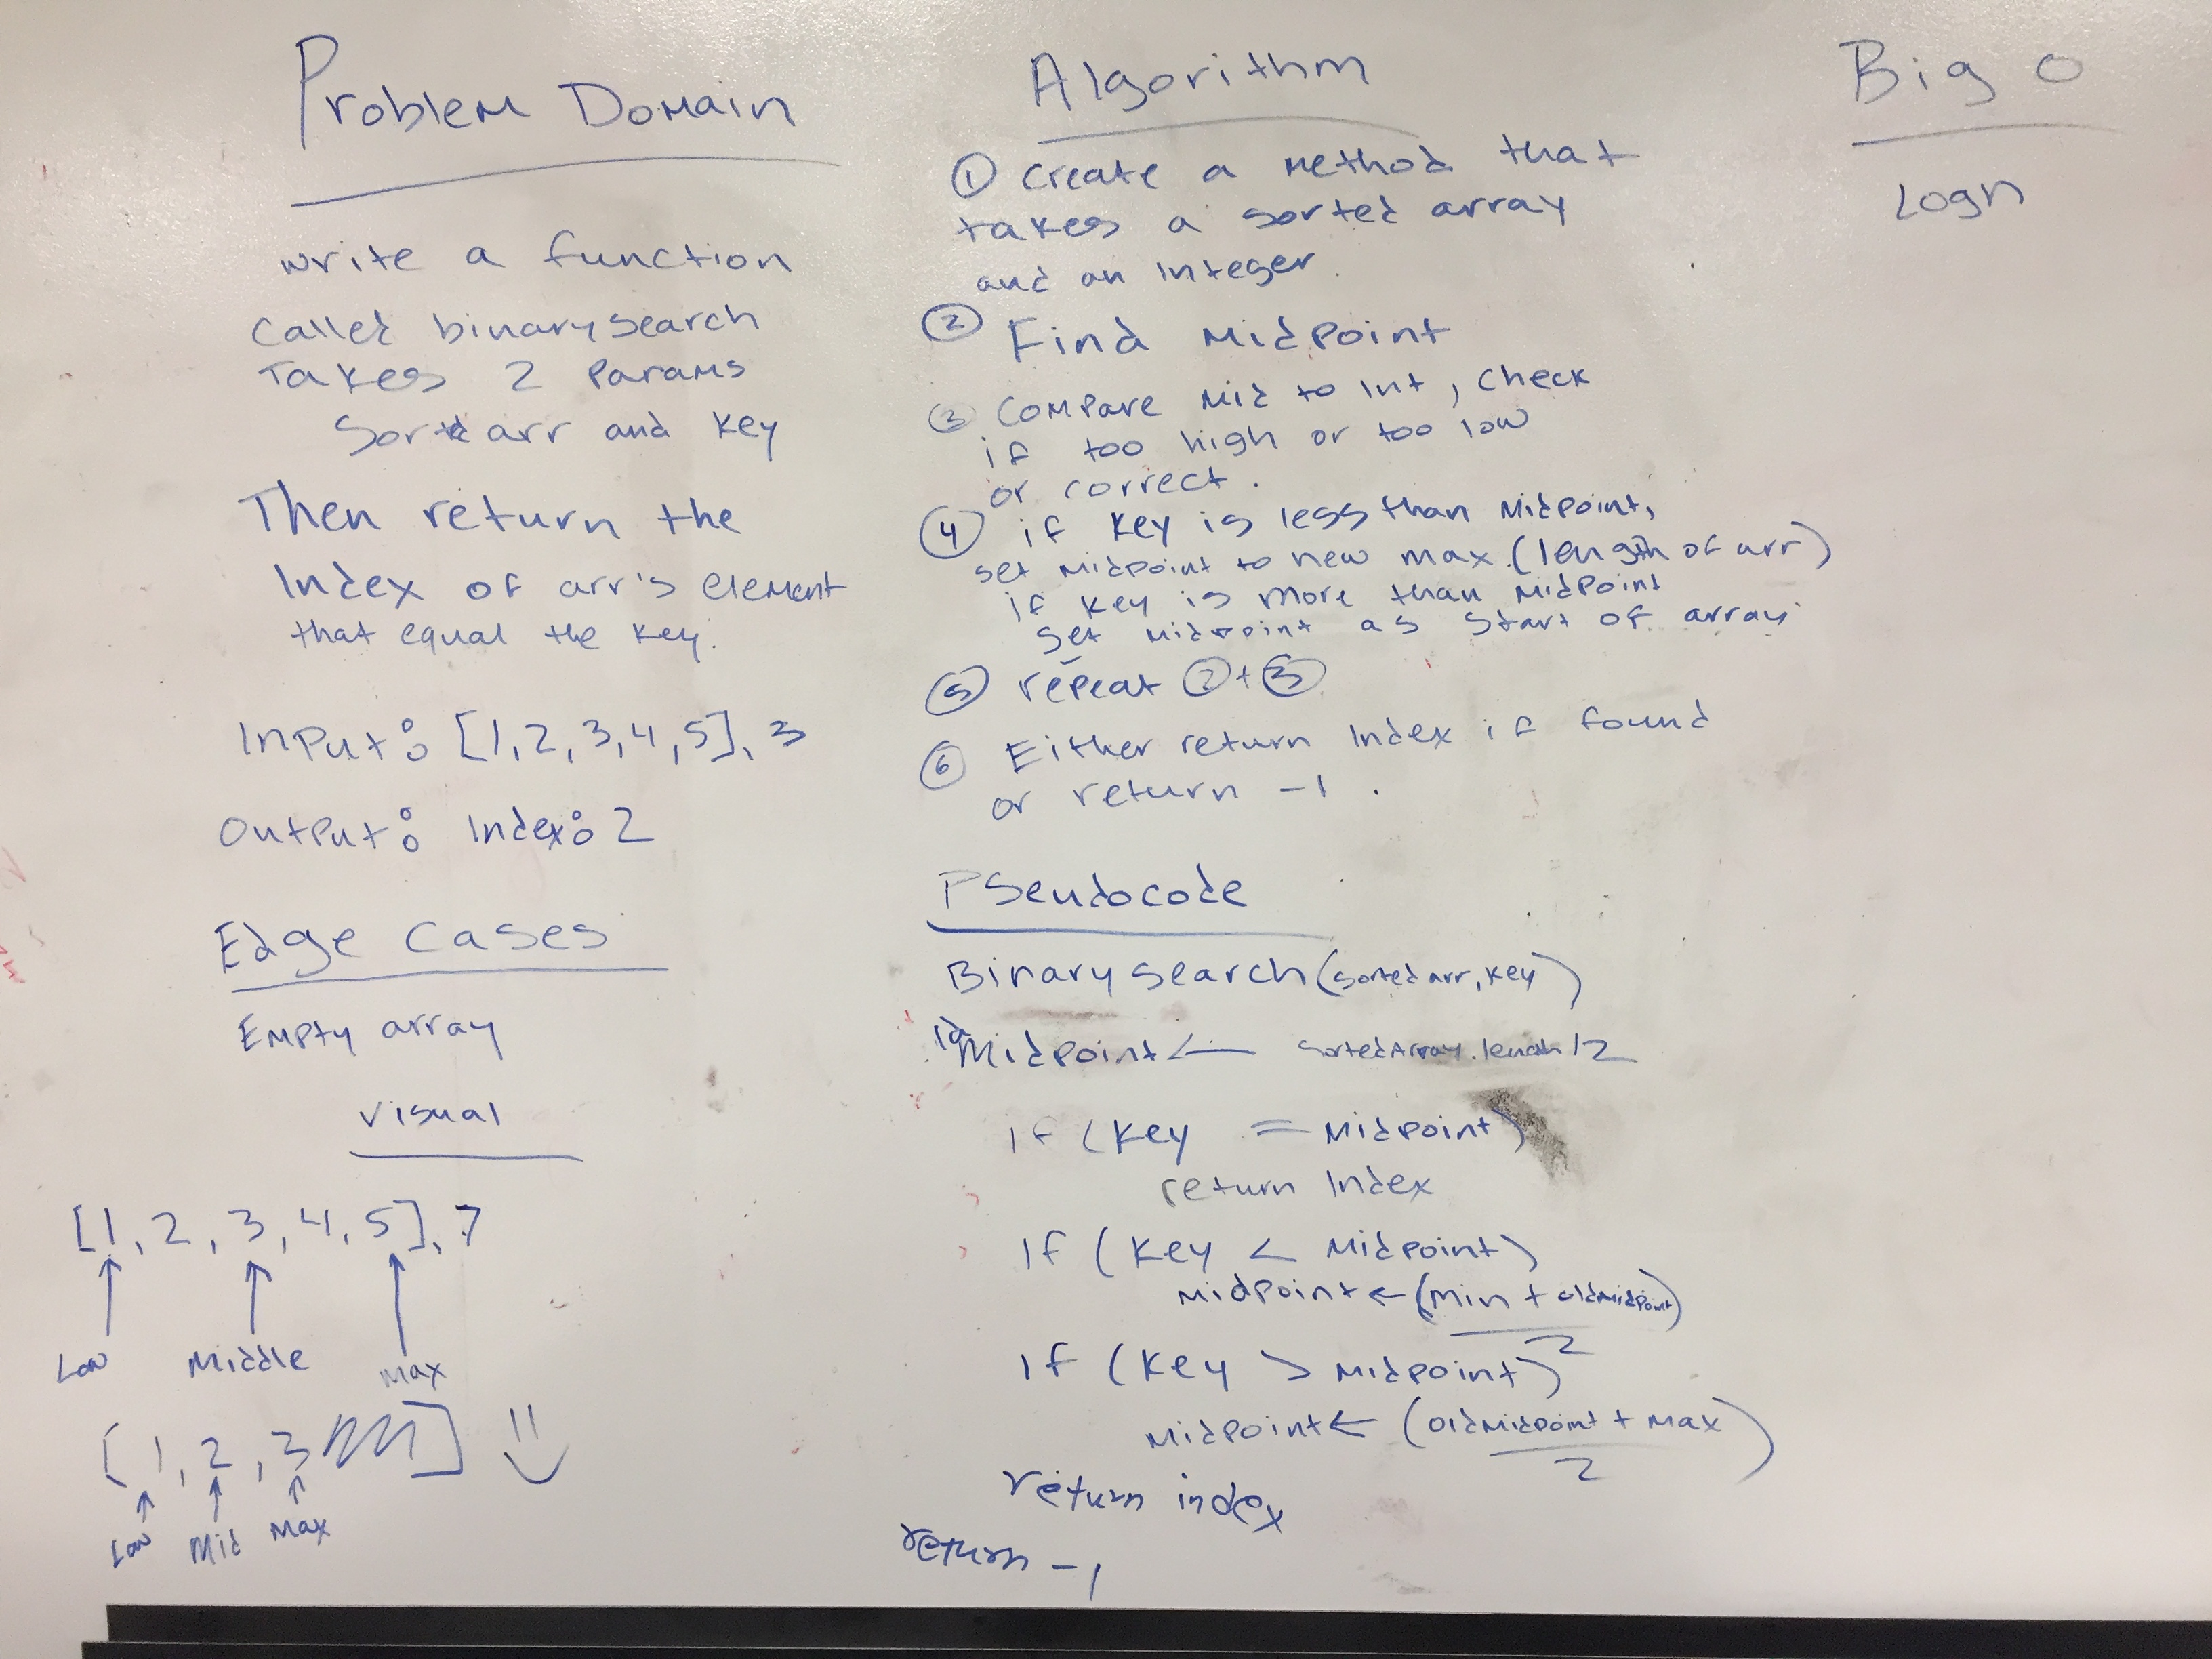 Problem Domain
write a function
called binarysearch
Takes 2 Params
Sorted arr and key
Then return the
Index of arr's element
that equal the key.
Input: [1,2,3,4,5], 3
Output: Index: 2
Edge Cases
Empty array
Visual
[1,2,3,4,5], 7
Low Middle Max
[1,2,3 ]
Low Mid Max
Algorithm
① create a method that
takes a sorted array
and an integer.
② Find midpoint
③ compare mid to int, check
if too high or too low
or correct.
④ if key is less than midpoint,
set midpoint to new max (length of arr)
if key is more than midpoint
set midpoint as start of array
⑤ repeat ② + ③
⑥ Either return index if found
or return -1.
Pseudocode
Binary Search (sorted arr, key)
Midpoint ← sortedArray.length/2
if (key = midpoint)
return Index
if (key < midpoint)
midpoint ← (min + oldmidpoint)
2
if (key > midpoint)
midpoint ← (oldmidpoint + max)
2
return index
return -1
Big O
Logn